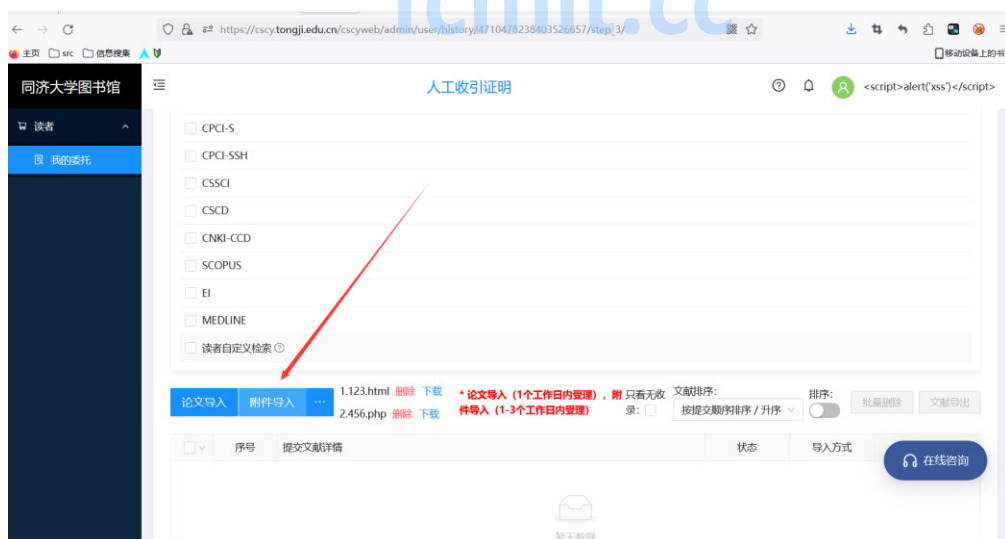 https://cscy.tongji.edu.cn/cscyweb/admin/user/history/4710478238403526657/step_3/
主页 src 信息搜集
移动设备上的书
同济大学图书馆
人工收引证明
<script>alert('xss')</script>
读者
我的委托
CPCI-S
CPCI-SSH
CSSCI
CSCD
CNKI-CCD
SCOPUS
EI
MEDLINE
读者自定义检索
论文导入 附件导入 ...
1.123.html 删除 下载
2.456.php 删除 下载
* 论文导入（1个工作日内受理），附
件导入（1-3个工作日内受理）
只看无收
录:
文献排序:
按提交顺序排序 / 升序
排序:
批量删除 文献导出
序号 提交文献详情 状态 导入方式
在线咨询
暂无数据